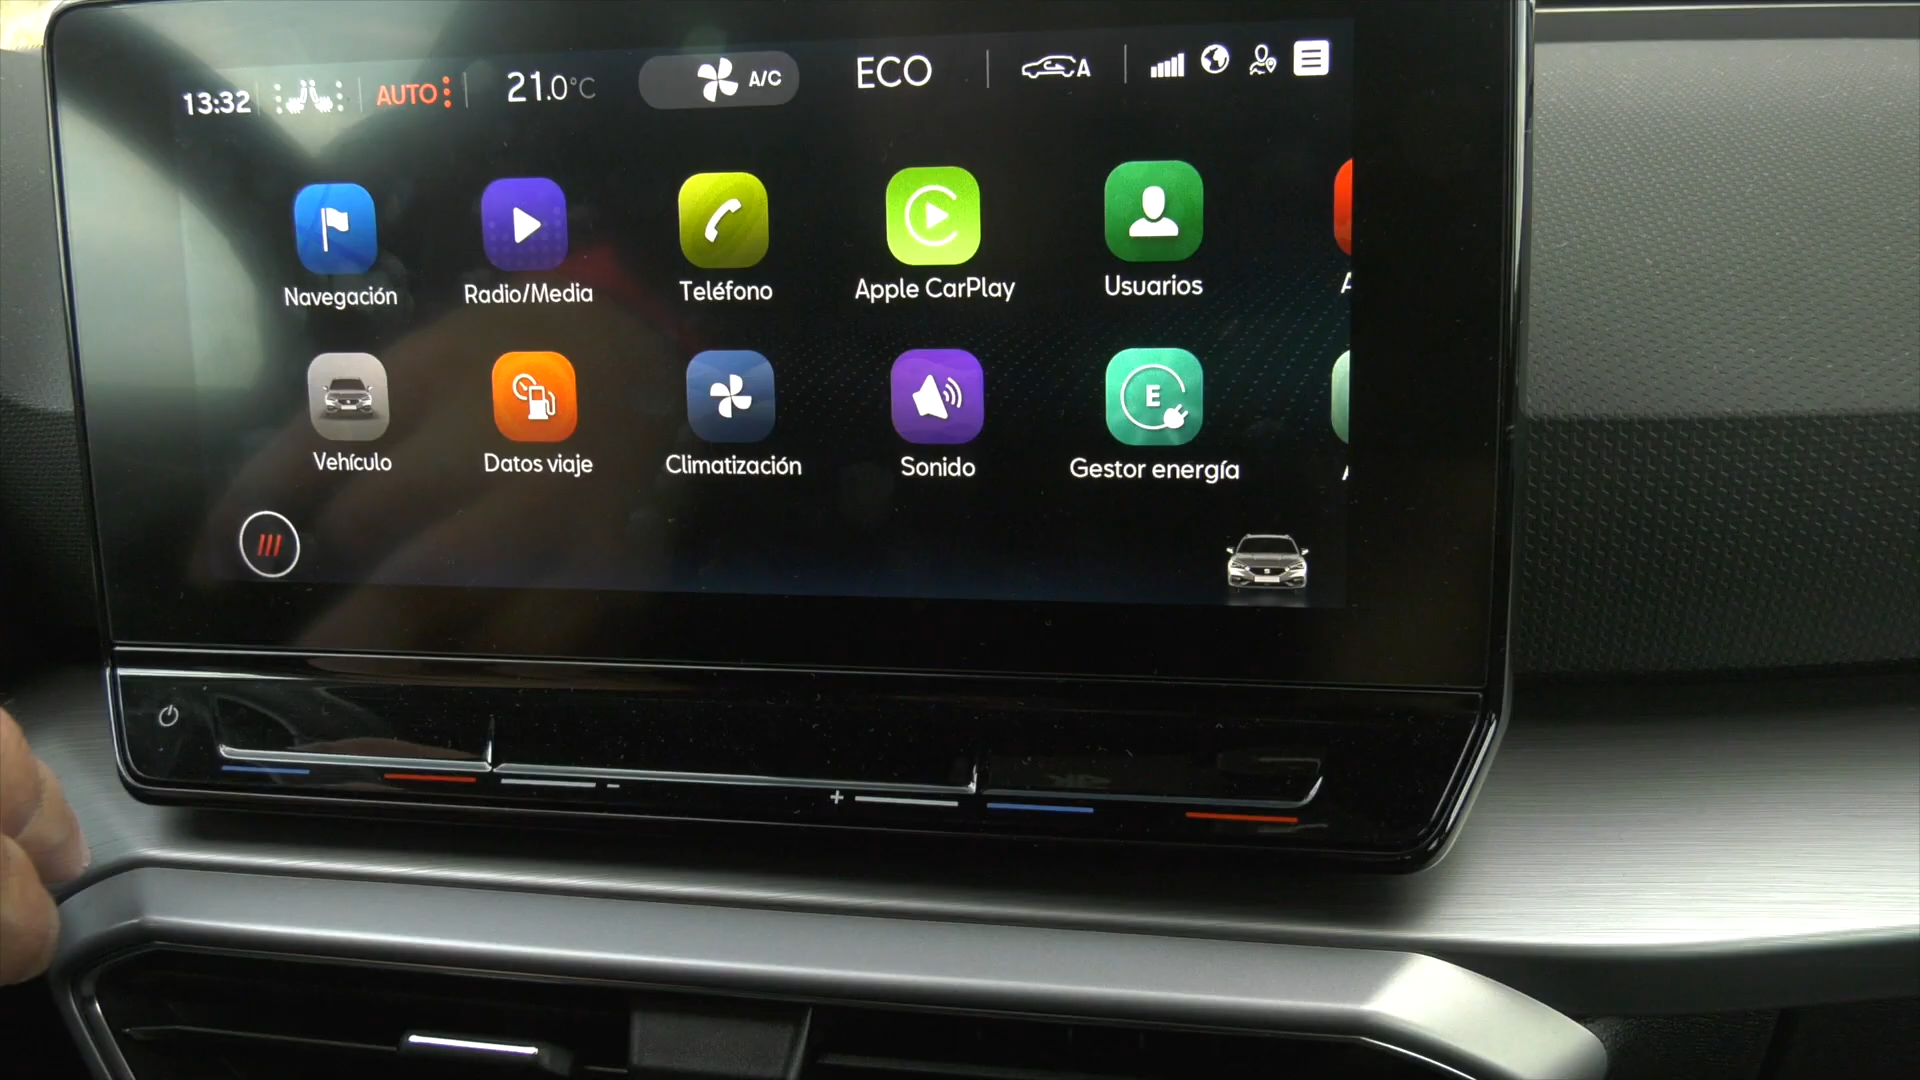 13:32 AUTO 21.0°C A/C ECO A
Navegación Radio/Media Teléfono Apple CarPlay Usuarios A
Vehículo Datos viaje Climatización Sonido E Gestor energía A
- +